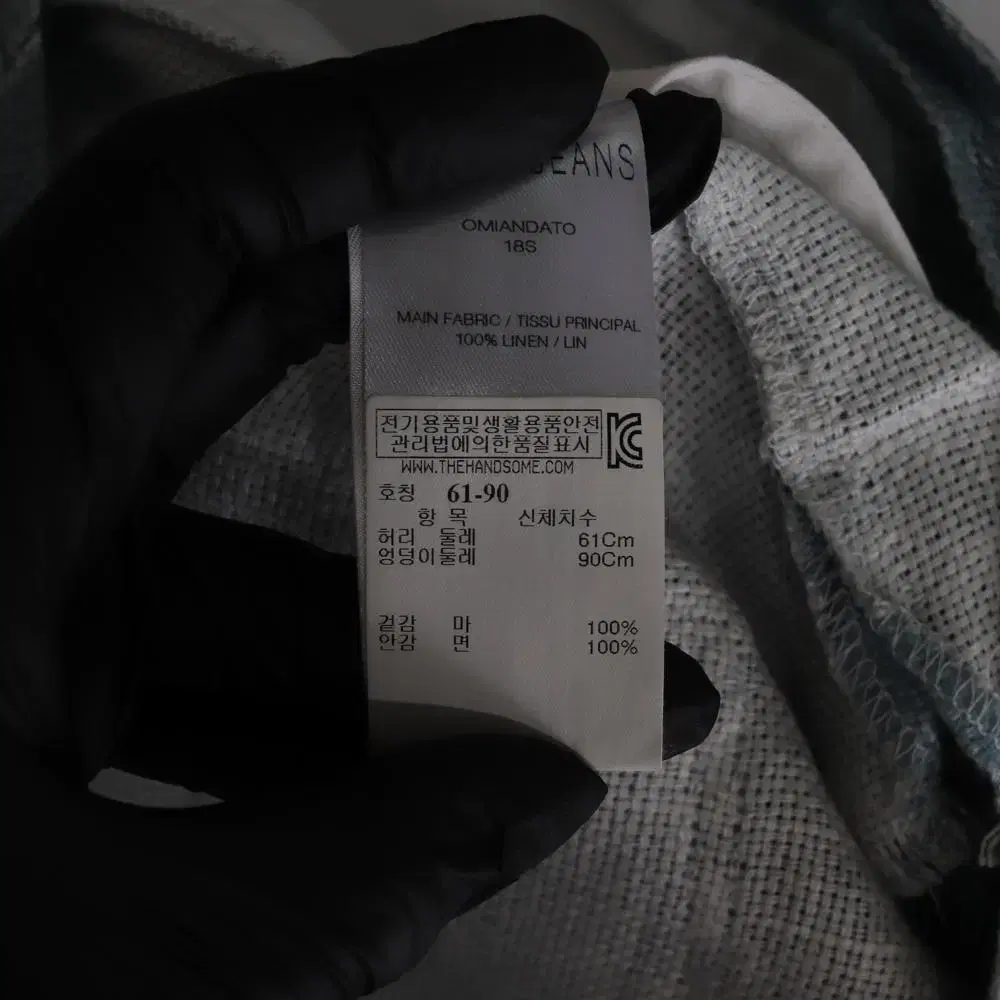 JEANS
OMIANDATO
18S
MAIN FABRIC / TISSU PRINCIPAL
100% LINEN / LIN
전기용품및생활용품안전
관리법에의한품질표시
WWW.THEHANDSOME.COM
호칭 61-90
항 목 신체치수
허리 둘레 61Cm
엉덩이둘레 90Cm
겉감 마 100%
안감 면 100%